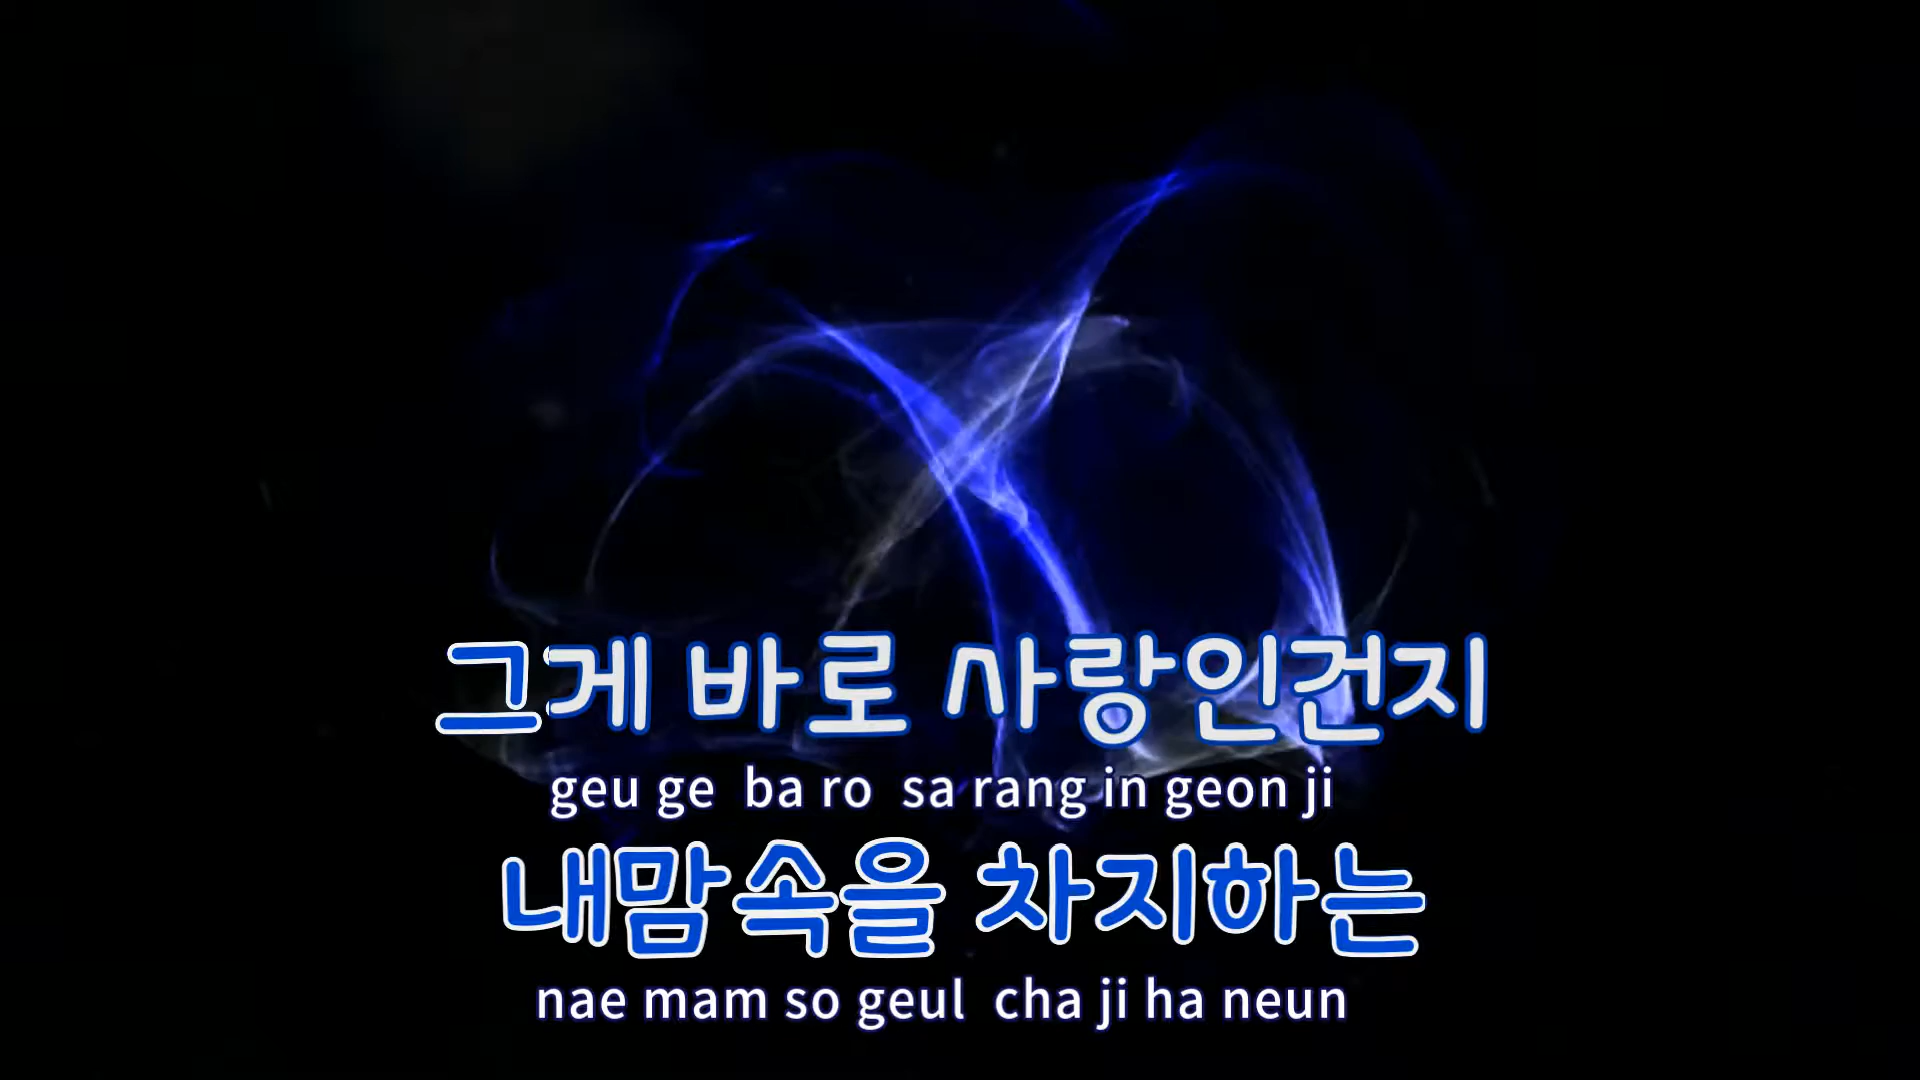 그게 바로 사랑인건지
geu ge ba ro sa rang in geon ji
내맘속을 차지하는
nae mam so geul cha ji ha neun